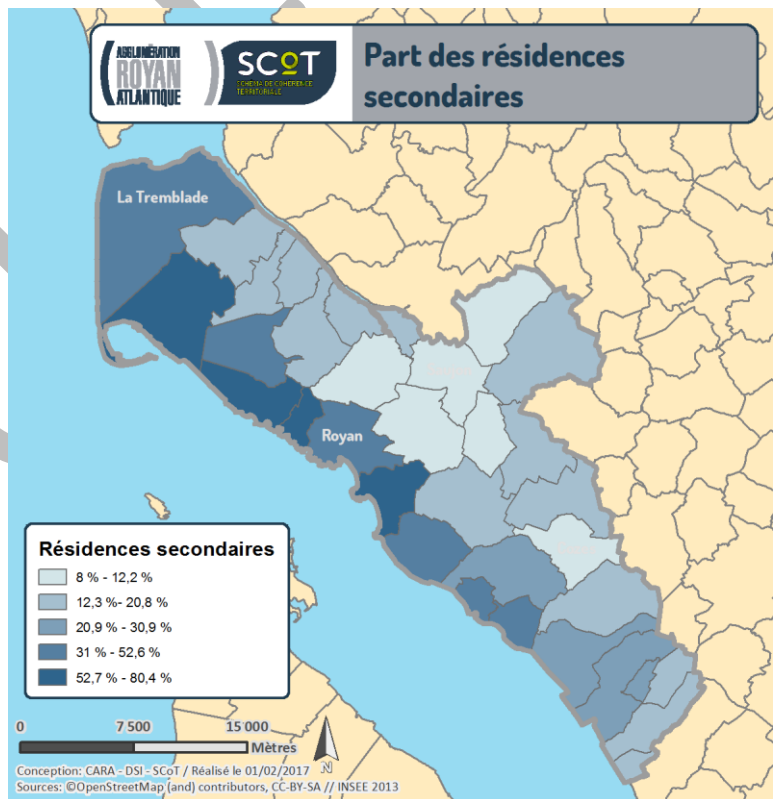 AGGLOMÉRATION
ROYAN
ATLANTIQUE
SCOT
SCHEMA DE COHERENCE
TERRITORIALE
Part des résidences
secondaires
La Tremblade
Royan
Résidences secondaires
8 % - 12,2 %
12,3 %- 20,8 %
20,9 % - 30,9 %
31 % - 52,6 %
52,7 % - 80,4 %
0 7 500 15 000
Mètres
N
Conception: CARA - DSI - SCoT / Réalisé le 01/02/2017
Sources: ©OpenStreetMap (and) contributors, CC-BY-SA // INSEE 2013